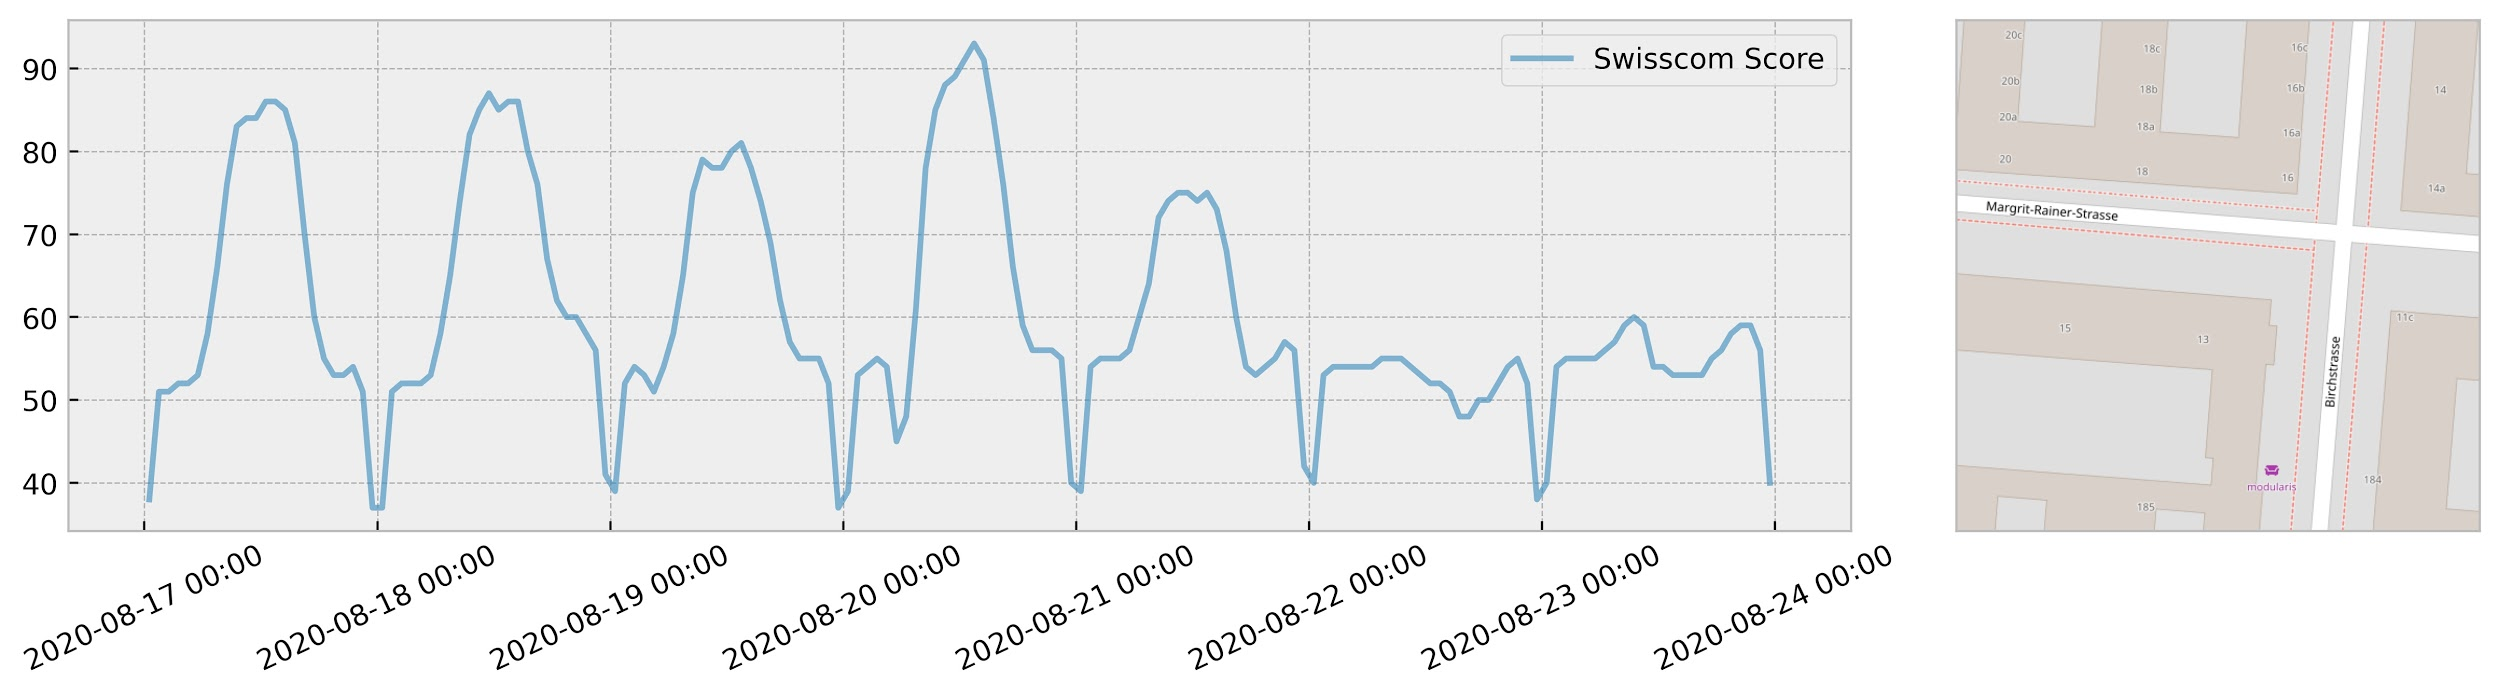 90
80
70
60
50
40
Swisscom Score
2020-08-17 00:00
2020-08-18 00:00
2020-08-19 00:00
2020-08-20 00:00
2020-08-21 00:00
2020-08-22 00:00
2020-08-23 00:00
2020-08-24 00:00
20c
18c
16c
20b
18b
16b
14
20a
18a
16a
20
18
16
14a
Margrit-Rainer-Strasse
15
13
11c
Birchstrasse
modularis
184
185